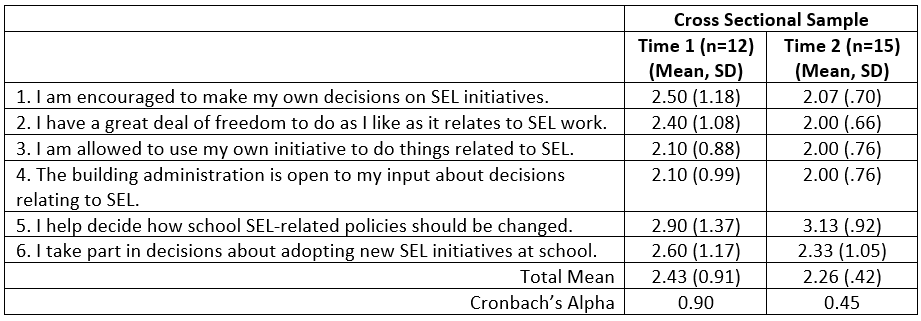 Cross Sectional Sample
Time 1 (n=12) Time 2 (n=15)
(Mean, SD) (Mean, SD)
1. I am encouraged to make my own decisions on SEL initiatives. 2.50 (1.18) 2.07 (.70)
2. I have a great deal of freedom to do as I like as it relates to SEL work. 2.40 (1.08) 2.00 (.66)
3. I am allowed to use my own initiative to do things related to SEL. 2.10 (0.88) 2.00 (.76)
4. The building administration is open to my input about decisions 2.10 (0.99) 2.00 (.76)
relating to SEL.
5. I help decide how school SEL-related policies should be changed. 2.90 (1.37) 3.13 (.92)
6. I take part in decisions about adopting new SEL initiatives at school. 2.60 (1.17) 2.33 (1.05)
Total Mean 2.43 (0.91) 2.26 (.42)
Cronbach’s Alpha 0.90 0.45